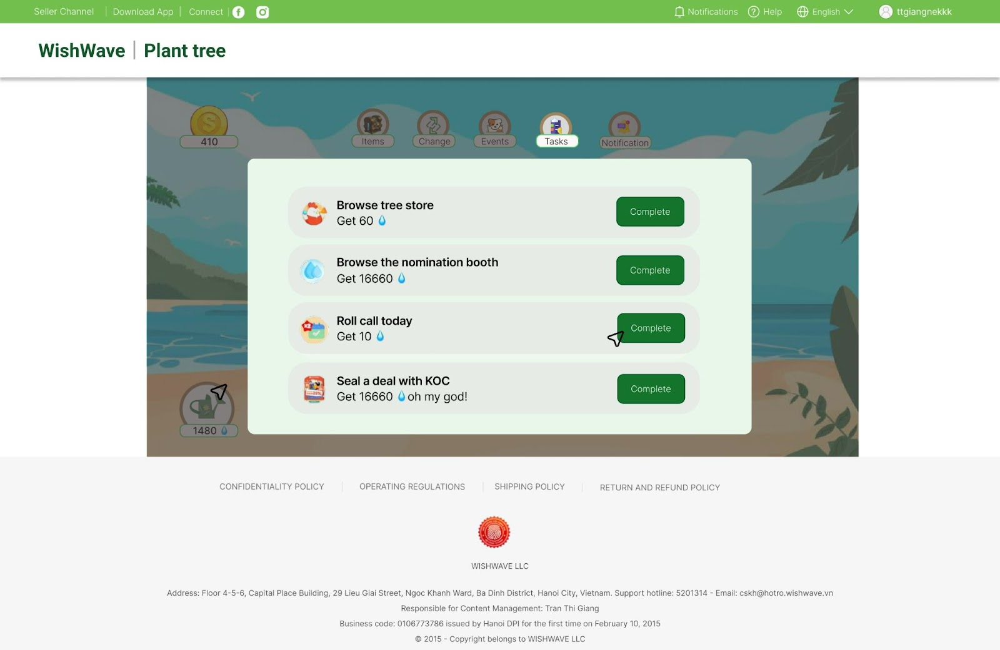 Seller Channel
Download App
Connect
Notifications
Help
English
ttgiangnekkk
WishWave | Plant tree
410
Items
Change
Events
Tasks
Notification
Browse tree store
Get 60
Complete
Browse the nomination booth
Get 16660
Complete
Roll call today
Get 10
Complete
Seal a deal with KOC
Get 16660 💧oh my god!
Complete
1480
CONFIDENTIALITY POLICY
OPERATING REGULATIONS
SHIPPING POLICY
RETURN AND REFUND POLICY
WISHWAVE LLC
Address: Floor 4-5-6, Capital Place Building, 29 Lieu Giai Street, Ngoc Khanh Ward, Ba Dinh District, Hanoi City, Vietnam. Support hotline: 5201314 - Email: cskh@hotro.wishwave.vn
Responsible for Content Management: Tran Thi Giang
Business code: 0106773786 issued by Hanoi DPI for the first time on February 10, 2015
© 2015 - Copyright belongs to WISHWAVE LLC